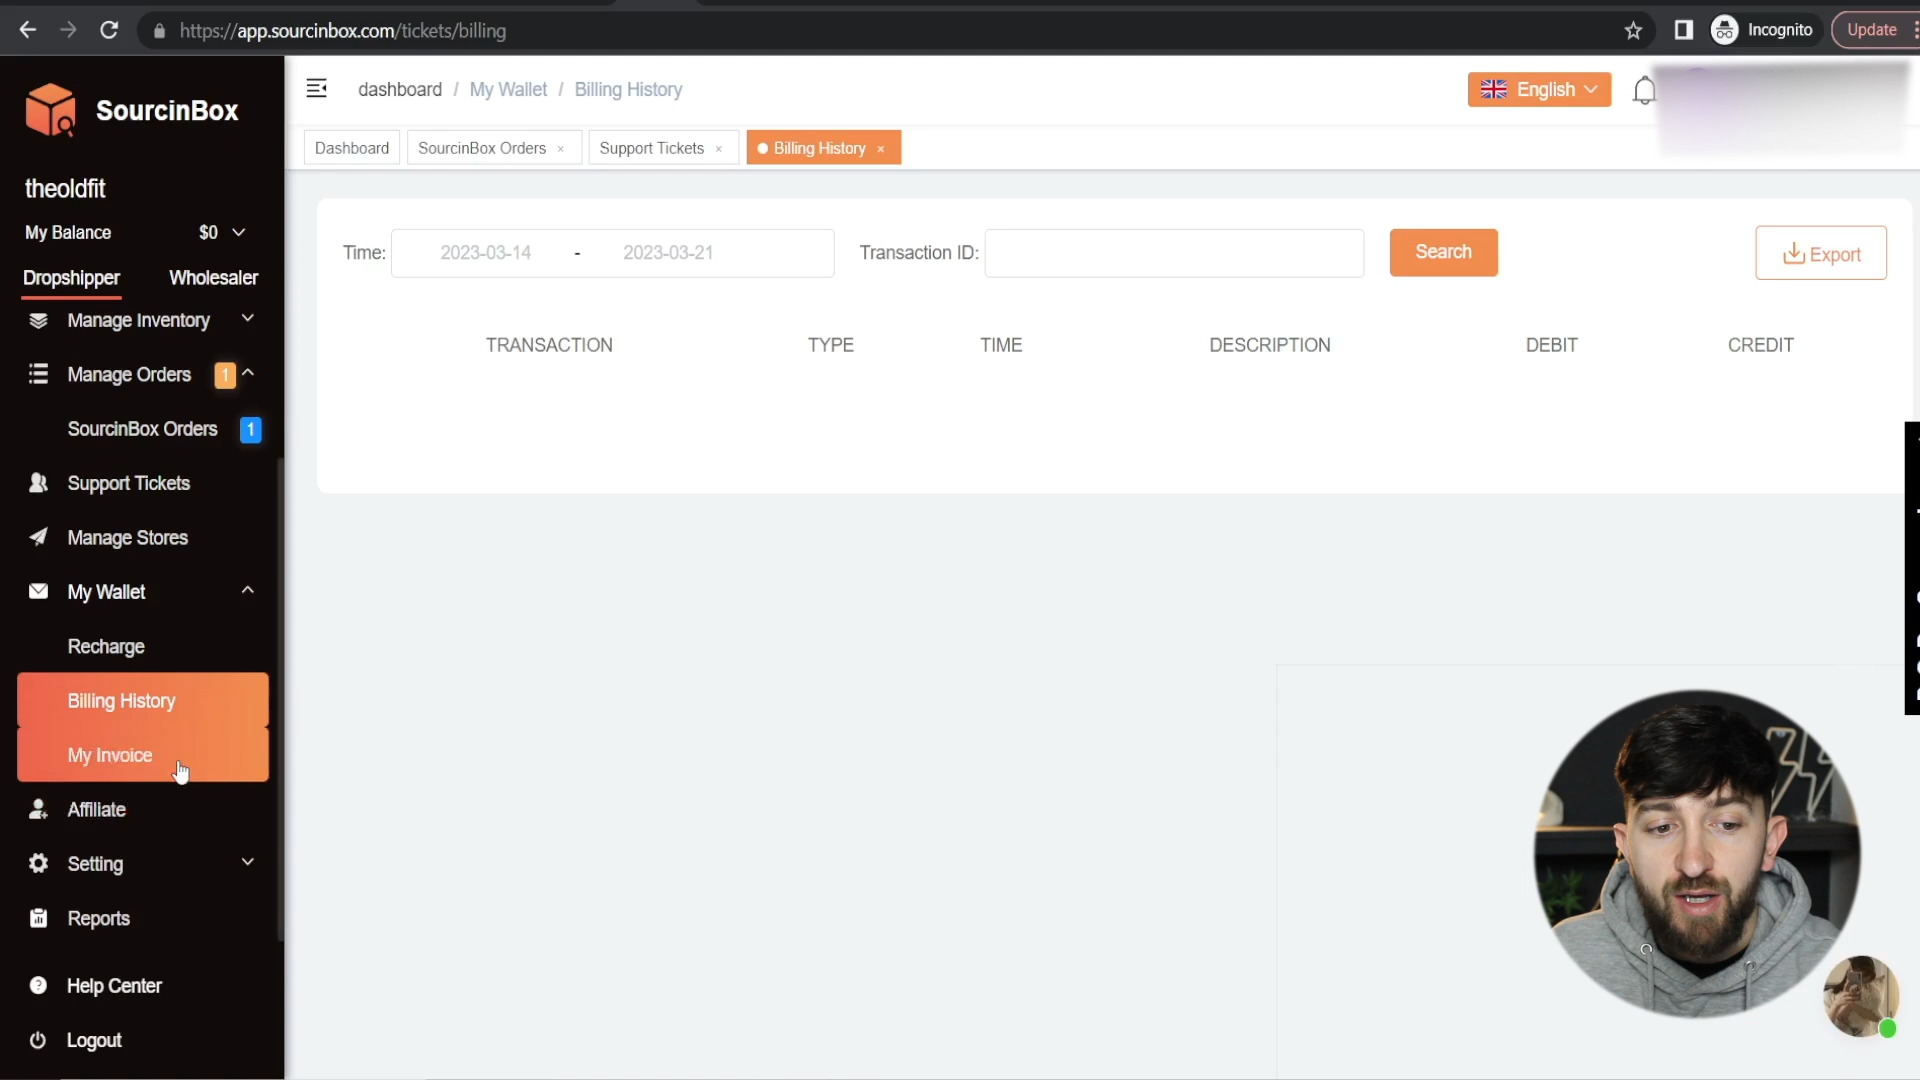 https://app.sourcinbox.com/tickets/billing
Incognito
Update
SourcinBox
dashboard / My Wallet / Billing History
English
Dashboard
SourcinBox Orders ×
Support Tickets ×
Billing History ×
theoldfit
My Balance $0
Dropshipper Wholesaler
Manage Inventory
Manage Orders 1
SourcinBox Orders 1
Support Tickets
Manage Stores
My Wallet
Recharge
Billing History
My Invoice
Affiliate
Setting
Reports
Help Center
Logout
Time: 2023-03-14 - 2023-03-21
Transaction ID:
Search
Export
TRANSACTION TYPE TIME DESCRIPTION DEBIT CREDIT